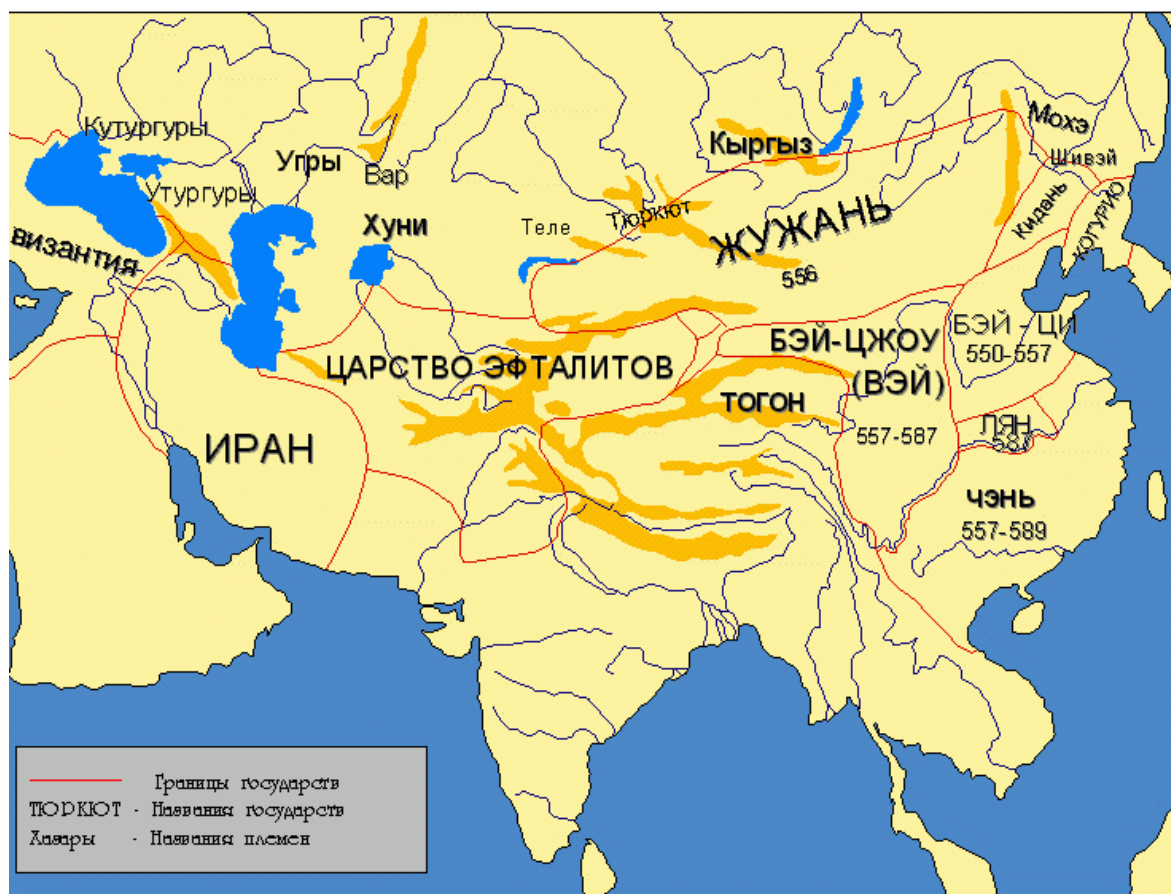 Кутургуры
Утургуры
Угры
Вар
Хуни
византия
Теле
Тюркют
Кыргыз
ЖУЖАНЬ
556
Мохэ
Шивэй
Кидань
КОГУРИО
ЦАРСТВО ЭФТАЛИТОВ
ИРАН
ТОГОН
БЭЙ-ЦЖОУ
(ВЭЙ)
557-587
БЭЙ - ЦИ
550-557
ЛЯН
587
ЧЭНЬ
557-589
Границы государств
ТЮРКЮТ - Названия государств
Хазары - Названия племен